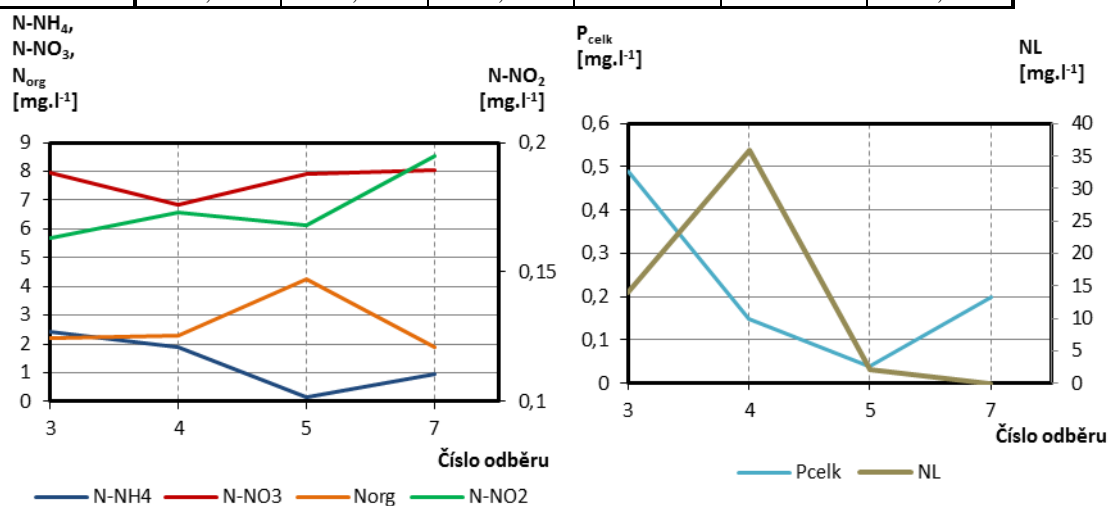 N-NH₄,
N-NO₃,
N_org
[mg.l⁻¹]
N-NO₂
[mg.l⁻¹]
9
8
7
6
5
4
3
2
1
0
0,2
0,15
0,1
3 4 5 7
Číslo odběru
N-NH4 N-NO3 Norg N-NO2
P_celk
[mg.l⁻¹]
NL
[mg.l⁻¹]
0,6
0,5
0,4
0,3
0,2
0,1
0
40
35
30
25
20
15
10
5
0
3 4 5 7
Číslo odběru
Pcelk NL